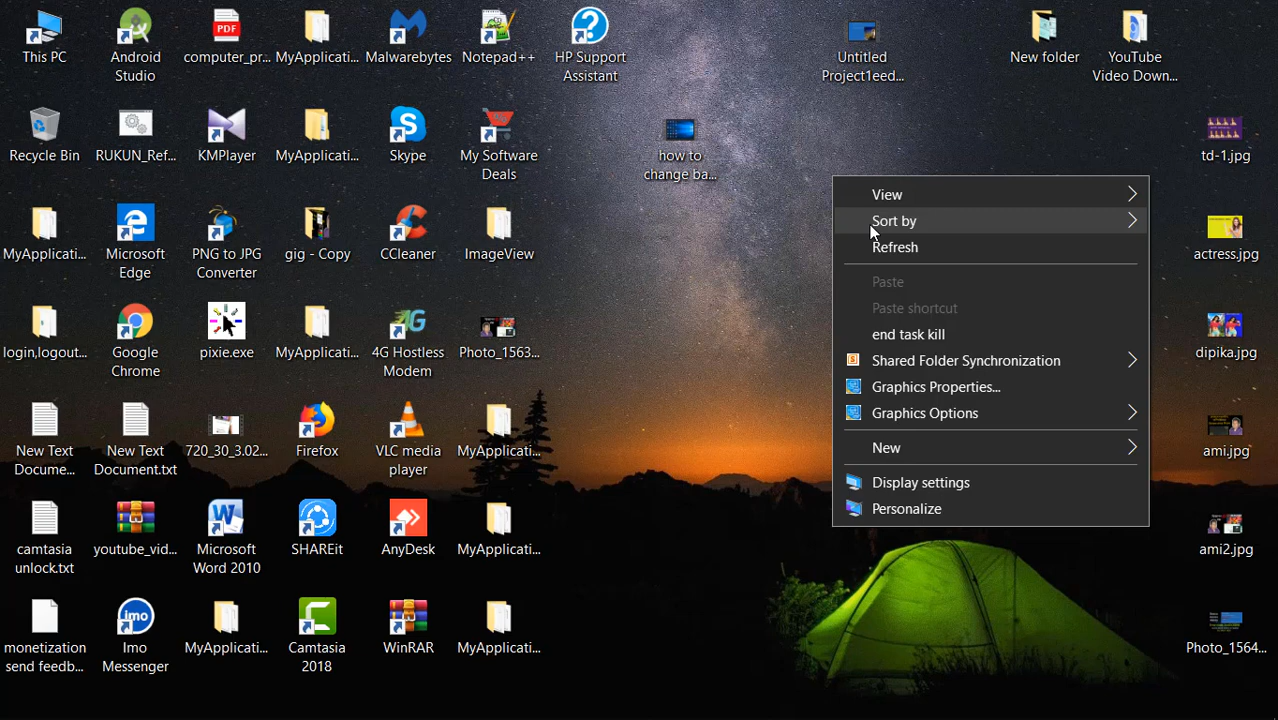 This PC
Android
Studio
computer_pr...
MyApplicati...
Malwarebytes
Notepad++
HP Support
Assistant
Untitled
Project1eed...
New folder
YouTube
Video Down...
Recycle Bin
RUKUN_Ref...
KMPlayer
MyApplicati...
Skype
My Software
Deals
how to
change ba...
td-1.jpg
MyApplicati...
Microsoft
Edge
PNG to JPG
Converter
gig - Copy
CCleaner
ImageView
actress.jpg
login,logout...
Google
Chrome
pixie.exe
MyApplicati...
4G Hostless
Modem
Photo_1563...
dipika.jpg
New Text
Docume...
New Text
Document.txt
720_30_3.02...
Firefox
VLC media
player
MyApplicati...
ami.jpg
camtasia
unlock.txt
youtube_vid...
Microsoft
Word 2010
SHAREit
AnyDesk
MyApplicati...
ami2.jpg
monetization
send feedb...
imo
Imo
Messenger
MyApplicati...
Camtasia
2018
WinRAR
MyApplicati...
Photo_1564...
View
Sort by
Refresh
Paste
Paste shortcut
end task kill
Shared Folder Synchronization
Graphics Properties...
Graphics Options
New
Display settings
Personalize
PDF
4G